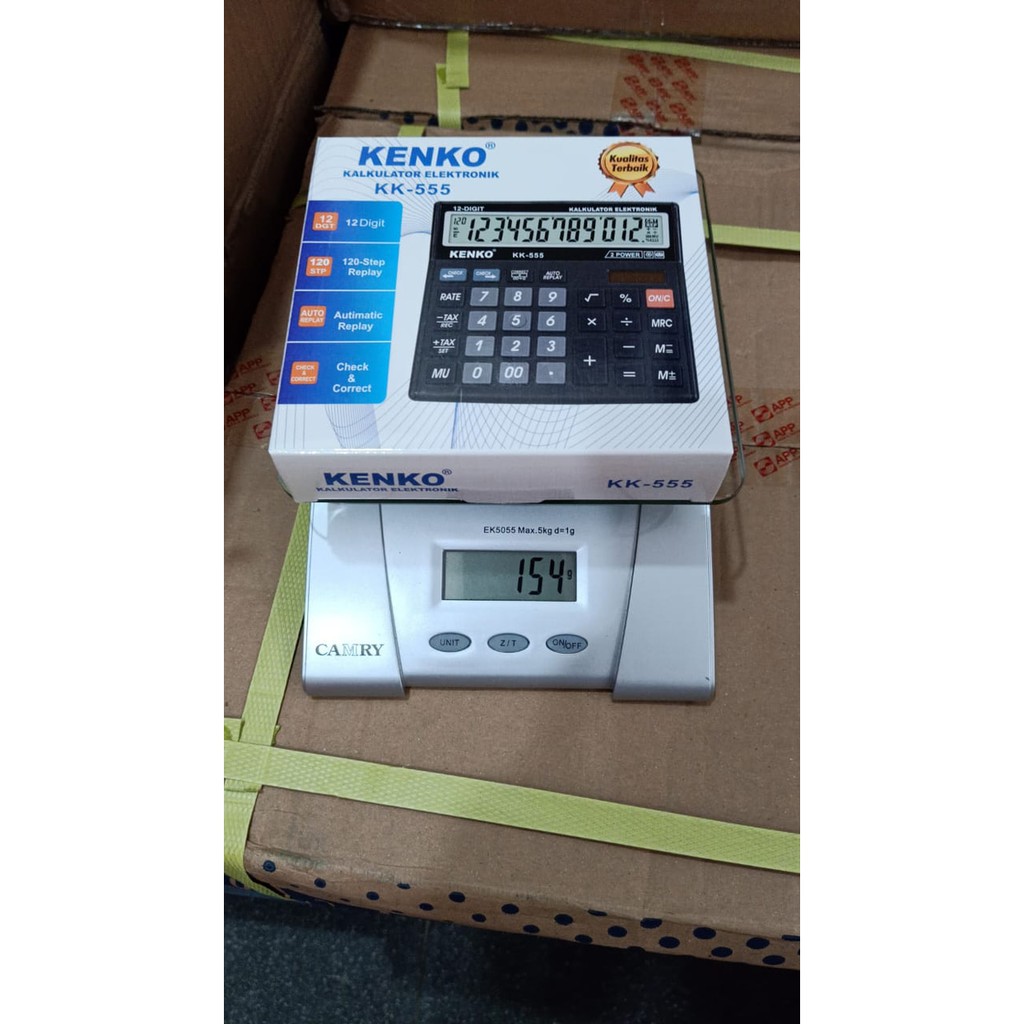 KENKO®
KALKULATOR ELEKTRONIK
KK-555
Kualitas
Terbaik
12
DGT
12 Digit
120
STP
120-Step
Replay
AUTO
REPLAY
Autimatic
Replay
CHECK
&
CORRECT
Check
&
Correct
12-DIGIT
KALKULATOR ELEKTRONIK
120
123456789012.
KENKO® KK-555
2 POWER
CHECK CHECK AUTO REPLAY
RATE 7 8 9 √ % ON/C
-TAX REC 4 5 6 × ÷ MRC
+TAX SET 1 2 3 + − M−
MU 0 00 . = M±
KENKO®
KALKULATOR ELEKTRONIK
KK-555
EK5055 Max.5kg d=1g
154g
UNIT Z/T ON/OFF
CAMRY
APP
APP
APP